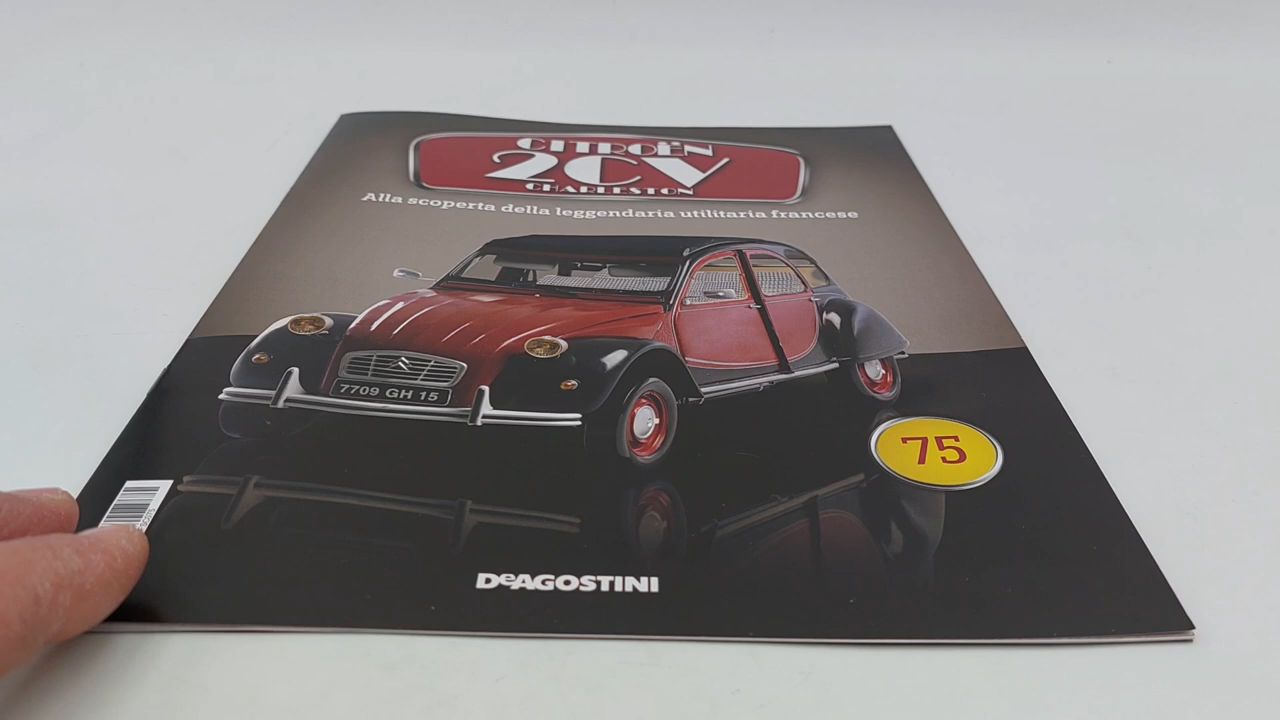 CITROËN
2CV
CHARLESTON
Alla scoperta della leggendaria utilitaria francese
7709 GH 15
75
DeAGOSTINI